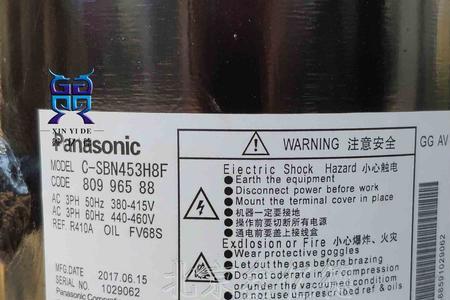 XIN YI DE
Panasonic
MODEL C-SBN453H8F
CODE 809 965 88
AC 3PH 50Hz 380-415V
AC 3PH 60Hz 440-460V
REF. R410A OIL FV68S
MFG.DATE 2017.06.15
SERIAL NO. 1029062
Panasonic
WARNING 注意安全
Electric Shock Hazard 小心触电
●Earth the equipment
●Disconnect power before work
●Mount the terminal cover in place
●机器一定要接地
●操作前要切断所有电源
●通电前要盖上接线盒
Explosion or Fire 小心爆炸、火灾
●Wear protective goggles
●Let out the gas before brazing
●Do not operate in air compression
or under the vacuumed condition
●Do not use unprescribed ref & oils
GG AV